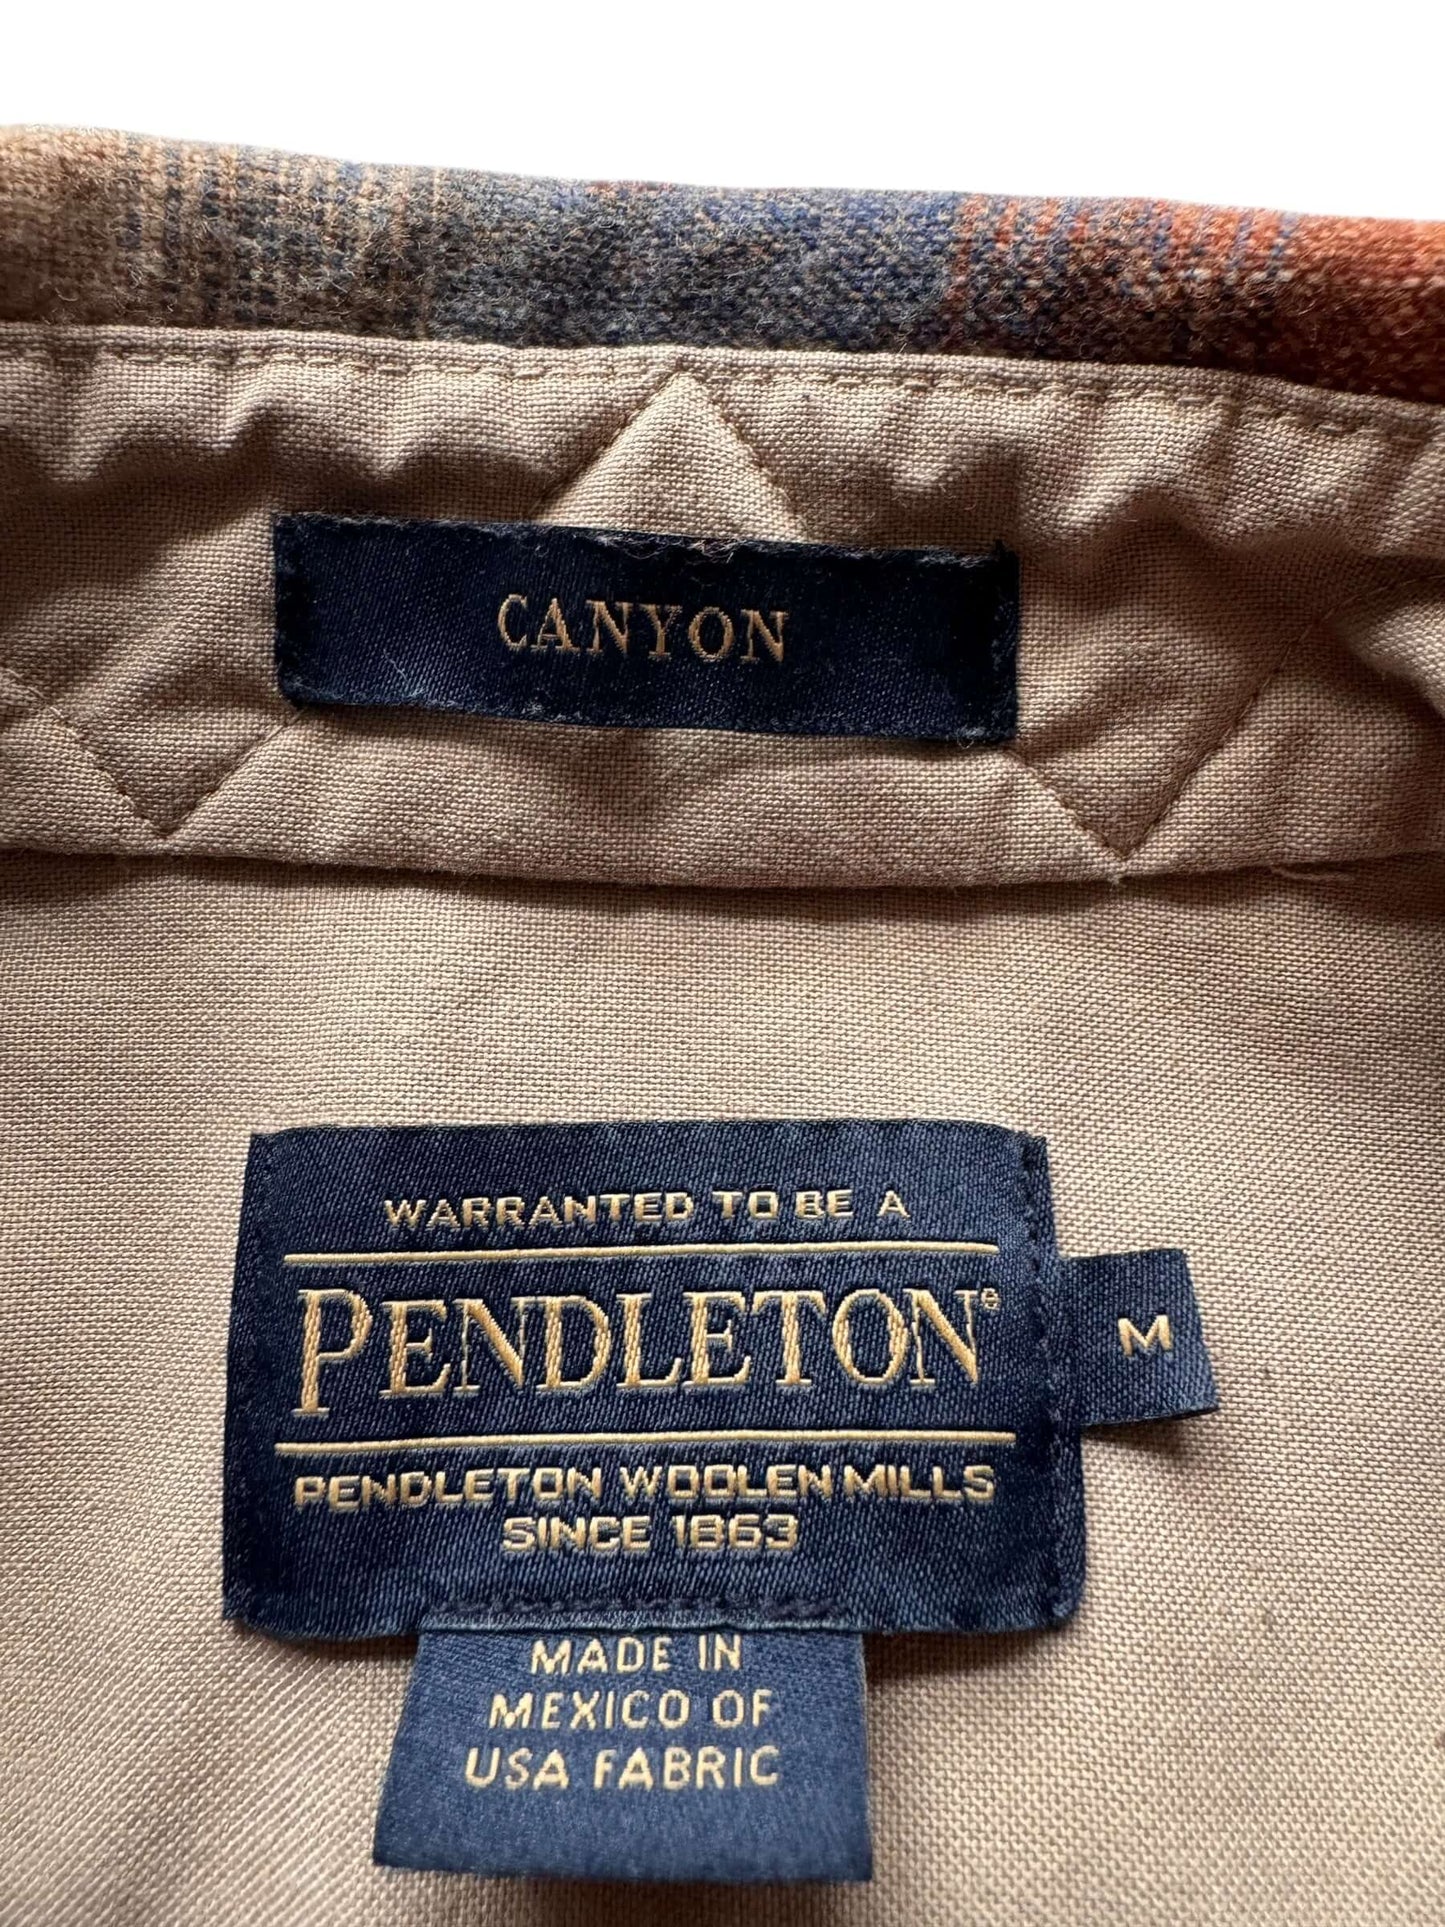 CANYON
WARRANTED TO BE A
PENDLETON®
M
PENDLETON WOOLEN MILLS
SINCE 1863
MADE IN
MEXICO OF
USA FABRIC